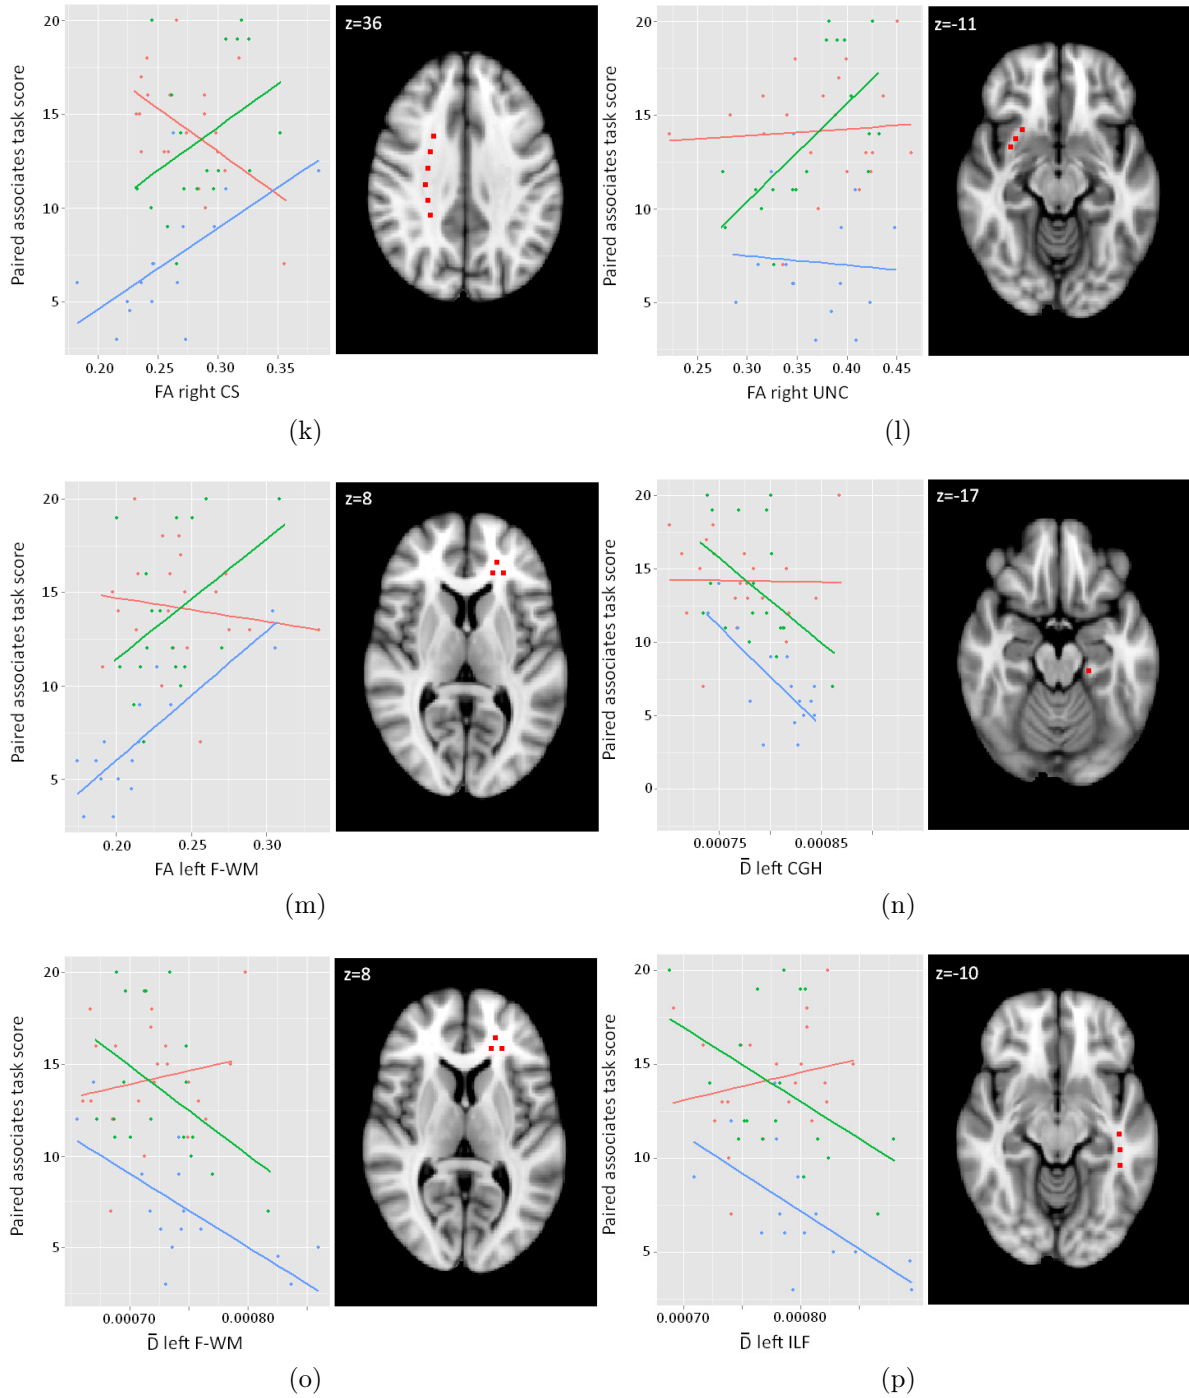 Paired associates task score
20
15
10
5
0.20
0.25
0.30
0.35
FA right CS
z=36
(k)
Paired associates task score
20
15
10
5
0.25
0.30
0.35
0.40
0.45
FA right UNC
z=-11
(l)
Paired associates task score
20
15
10
5
0.20
0.25
0.30
FA left F-WM
z=8
(m)
Paired associates task score
20
15
10
5
0
0.00075
0.00085
D̄ left CGH
z=-17
(n)
Paired associates task score
20
15
10
5
0.00070
0.00080
D̄ left F-WM
z=8
(o)
Paired associates task score
20
15
10
5
0.00070
0.00080
D̄ left ILF
z=-10
(p)